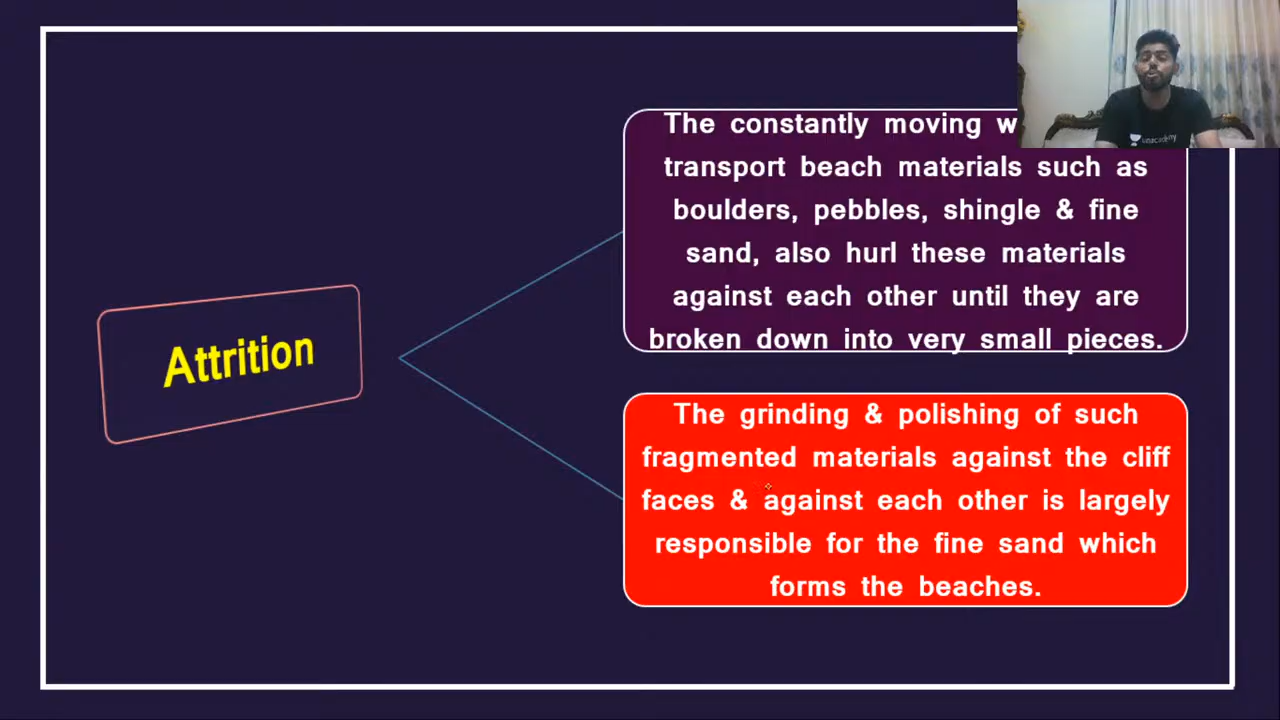 Attrition
The constantly moving
transport beach materials such as
boulders, pebbles, shingle & fine
sand, also hurl these materials
against each other until they are
broken down into very small pieces.
The grinding & polishing of such
fragmented materials against the cliff
faces & against each other is largely
responsible for the fine sand which
forms the beaches.